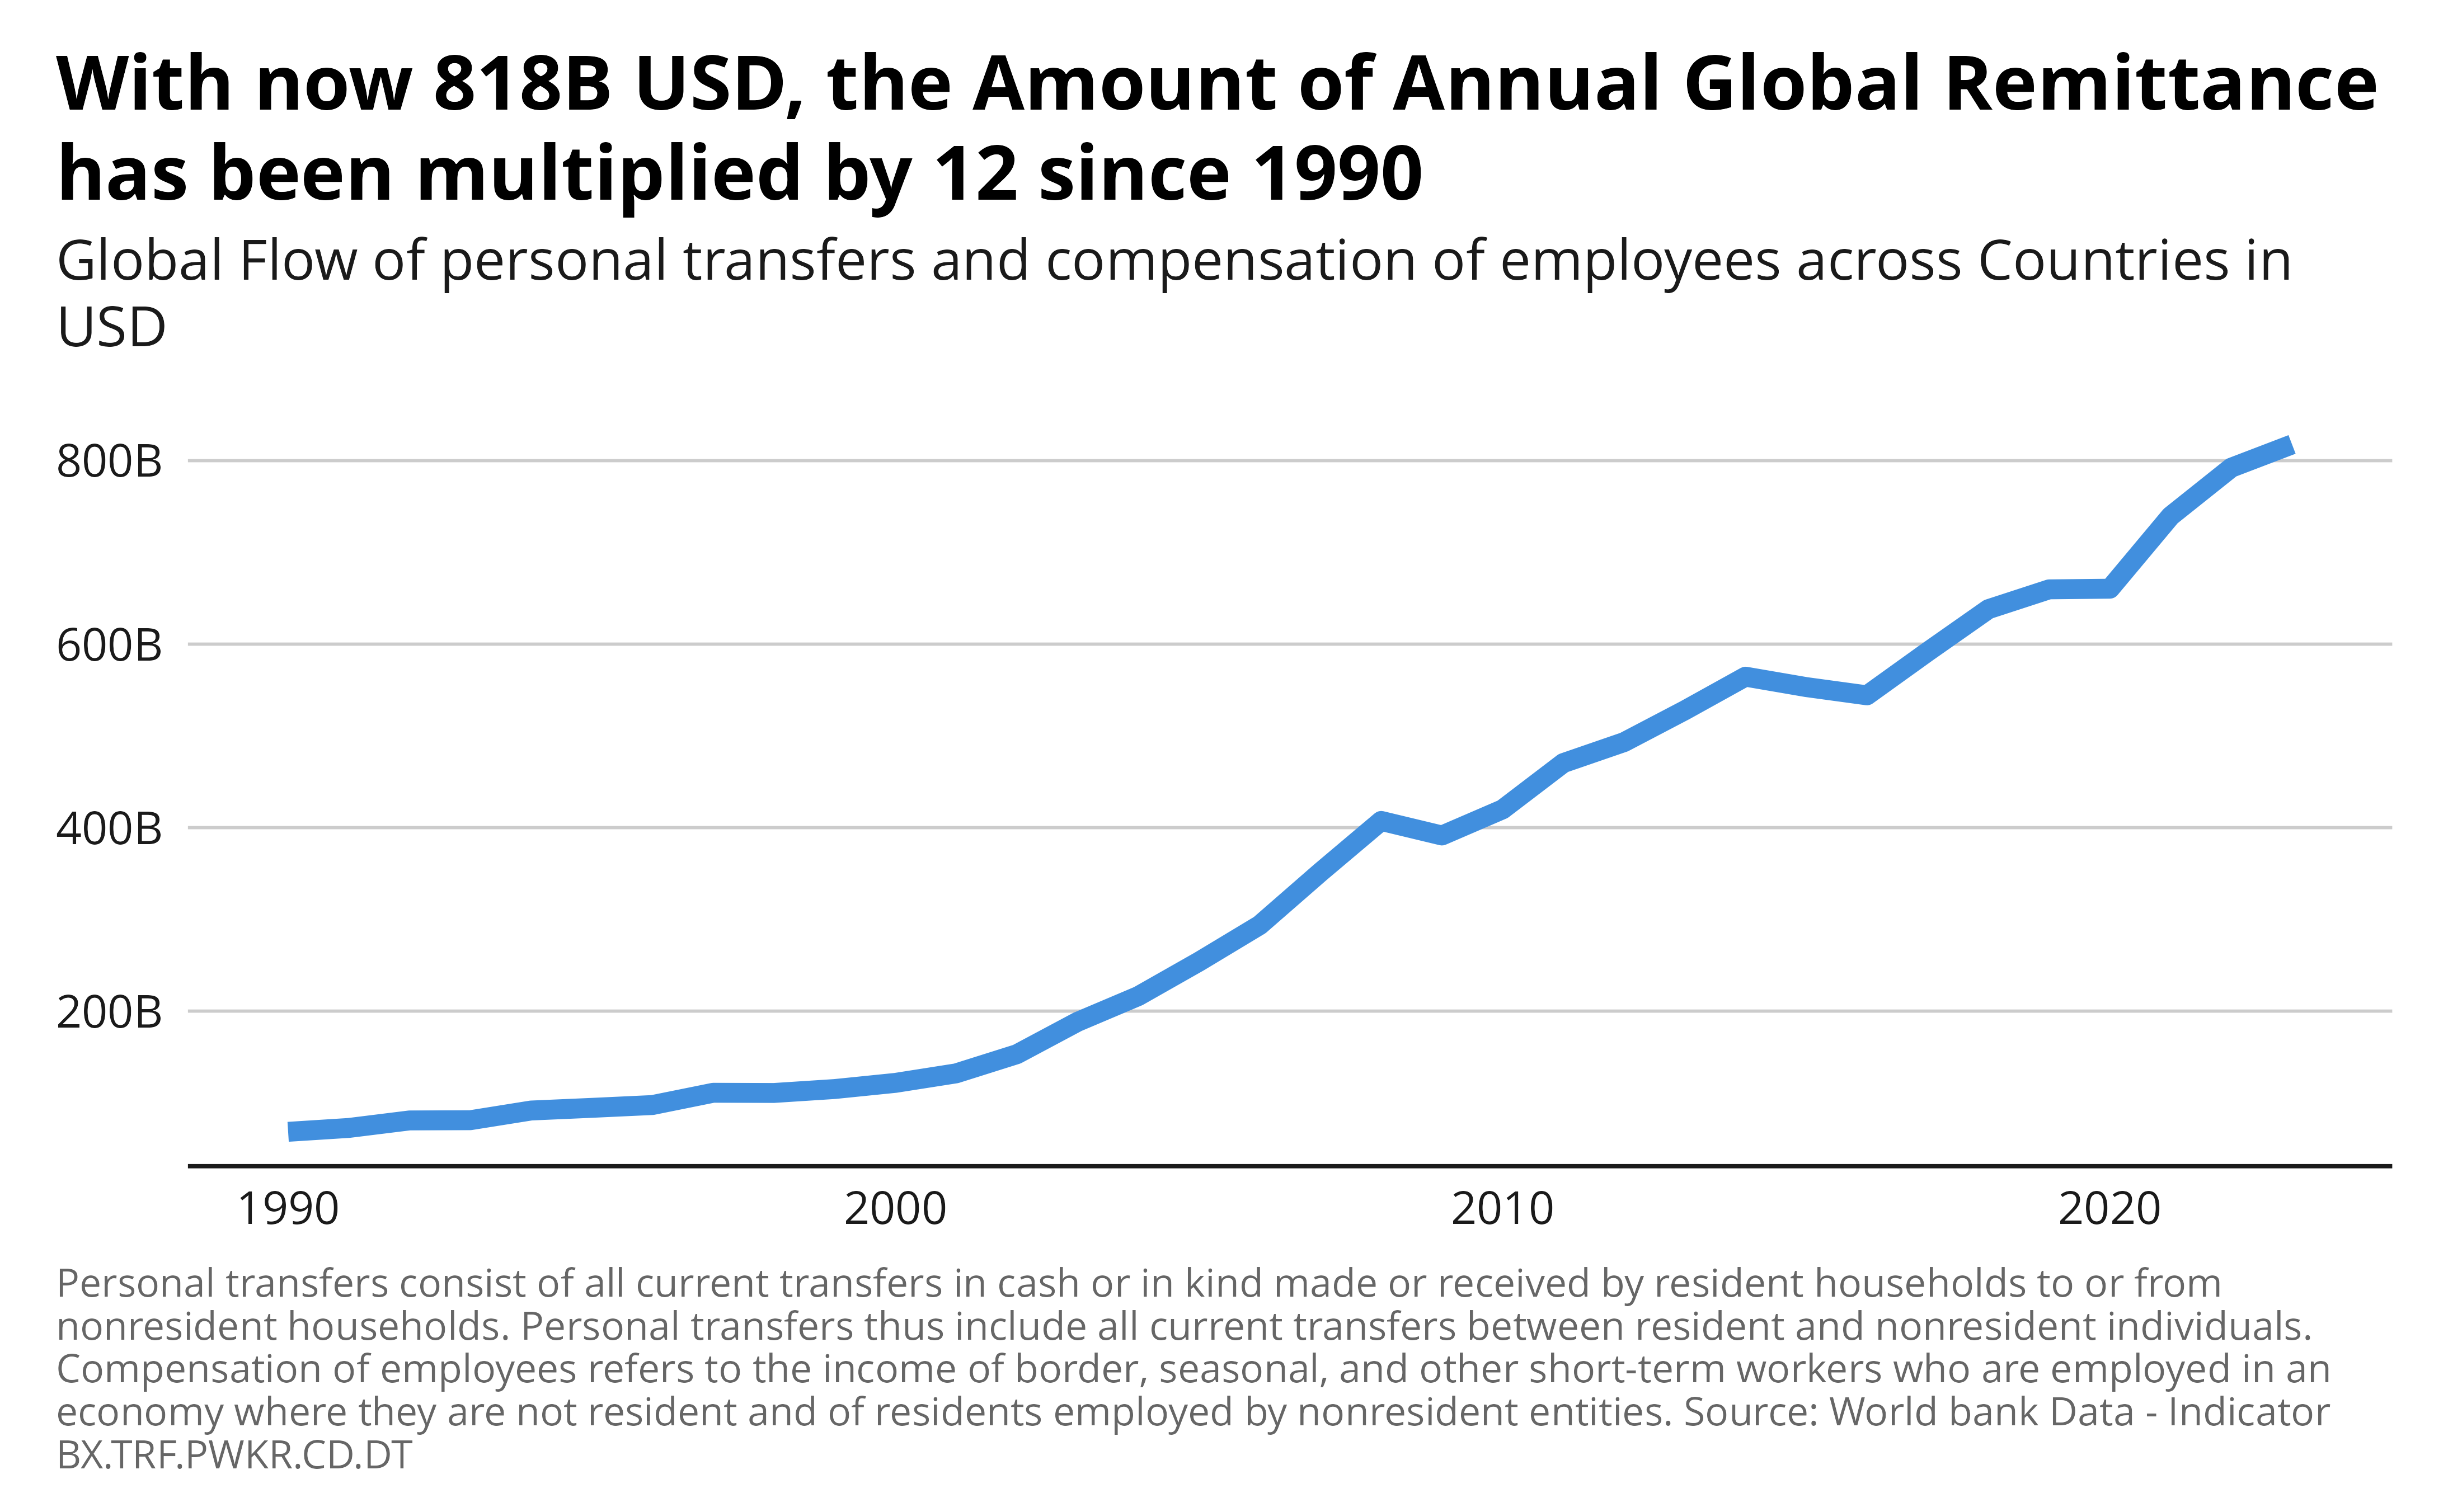 With now 818B USD, the Amount of Annual Global Remittance
has been multiplied by 12 since 1990
Global Flow of personal transfers and compensation of employees across Countries in
USD
800B
600B
400B
200B
1990 2000 2010 2020
Personal transfers consist of all current transfers in cash or in kind made or received by resident households to or from
nonresident households. Personal transfers thus include all current transfers between resident and nonresident individuals.
Compensation of employees refers to the income of border, seasonal, and other short-term workers who are employed in an
economy where they are not resident and of residents employed by nonresident entities. Source: World bank Data - Indicator
BX.TRF.PWKR.CD.DT